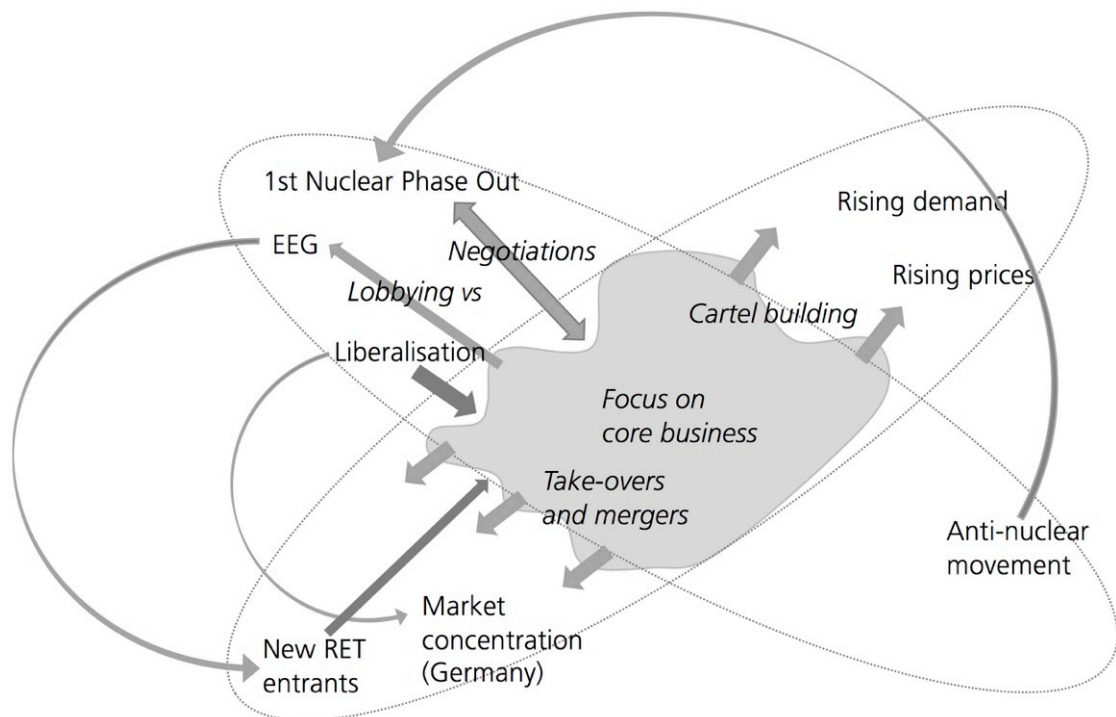 1st Nuclear Phase Out
Rising demand
EEG
Negotiations
Lobbying vs
Rising prices
Cartel building
Liberalisation
Focus on
core business
Take-overs
and mergers
Anti-nuclear
movement
Market
concentration
(Germany)
New RET
entrants